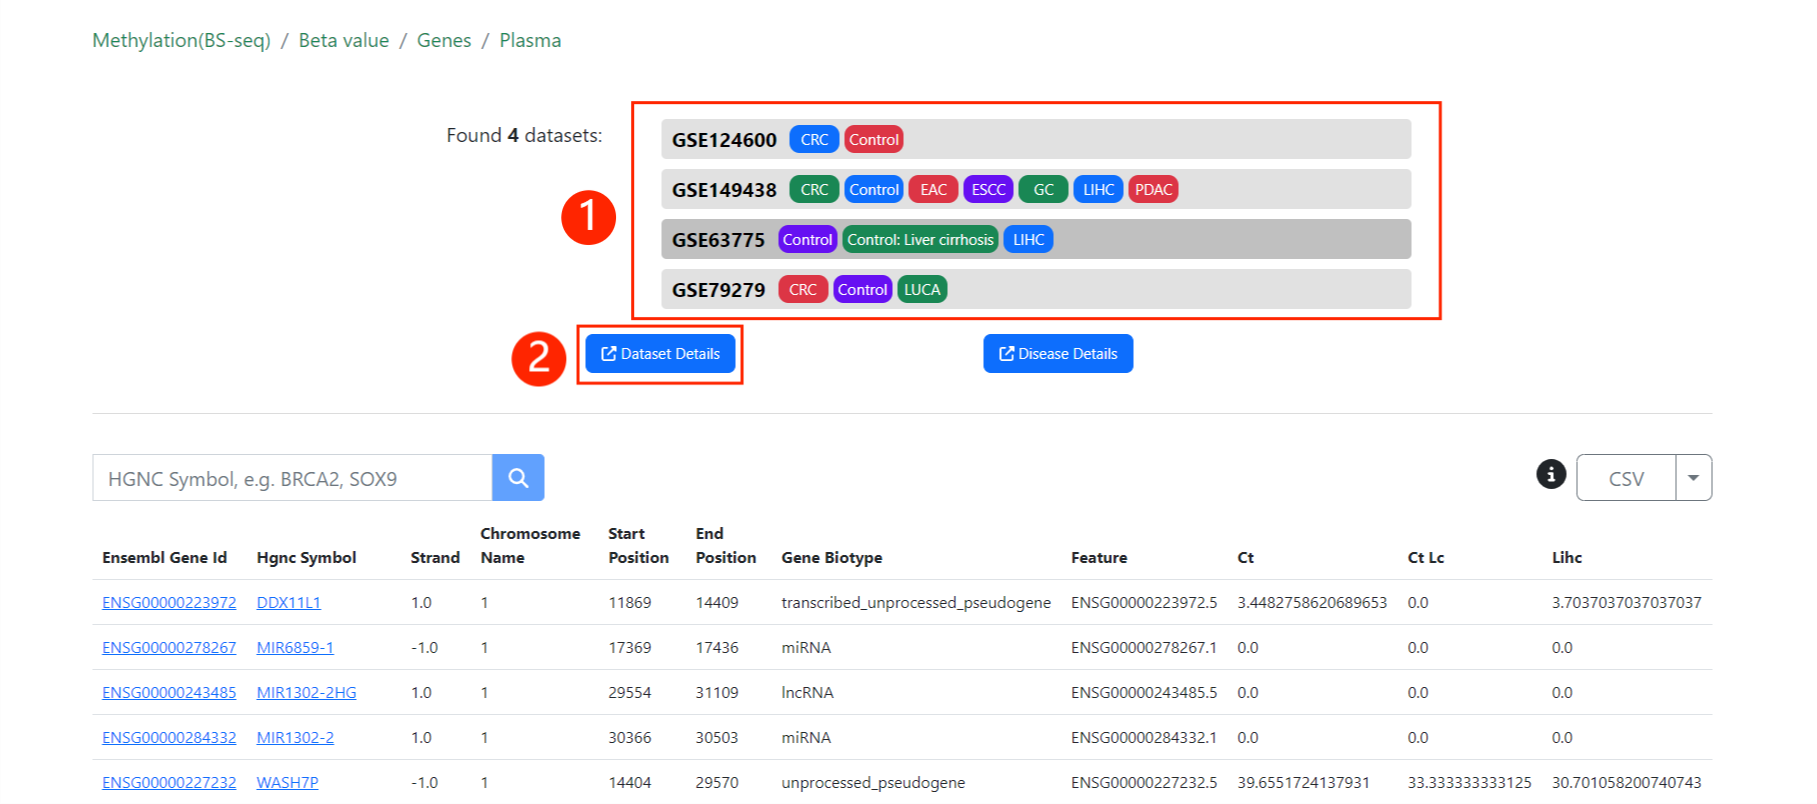 Methylation(BS-seq) / Beta value / Genes / Plasma
Found 4 datasets:
GSE124600 CRC Control
GSE149438 CRC Control EAC ESCC GC LIHC PDAC
1
GSE63775 Control Control: Liver cirrhosis LIHC
GSE79279 CRC Control LUCA
2 Dataset Details Disease Details
HGNC Symbol, e.g. BRCA2, SOX9
CSV
Ensembl Gene Id Hgnc Symbol Strand Chromosome Name Start Position End Position Gene Biotype Feature Ct Ct Lc Lihc
ENSG00000223972 DDX11L1 1.0 1 11869 14409 transcribed_unprocessed_pseudogene ENSG00000223972.5 3.4482758620689653 0.0 3.7037037037037037
ENSG00000278267 MIR6859-1 -1.0 1 17369 17436 miRNA ENSG00000278267.1 0.0 0.0 0.0
ENSG00000243485 MIR1302-2HG 1.0 1 29554 31109 lncRNA ENSG00000243485.5 0.0 0.0 0.0
ENSG00000284332 MIR1302-2 1.0 1 30366 30503 miRNA ENSG00000284332.1 0.0 0.0 0.0
ENSG00000227232 WASH7P -1.0 1 14404 29570 unprocessed_pseudogene ENSG00000227232.5 39.6551724137931 33.333333333125 30.701058200740743